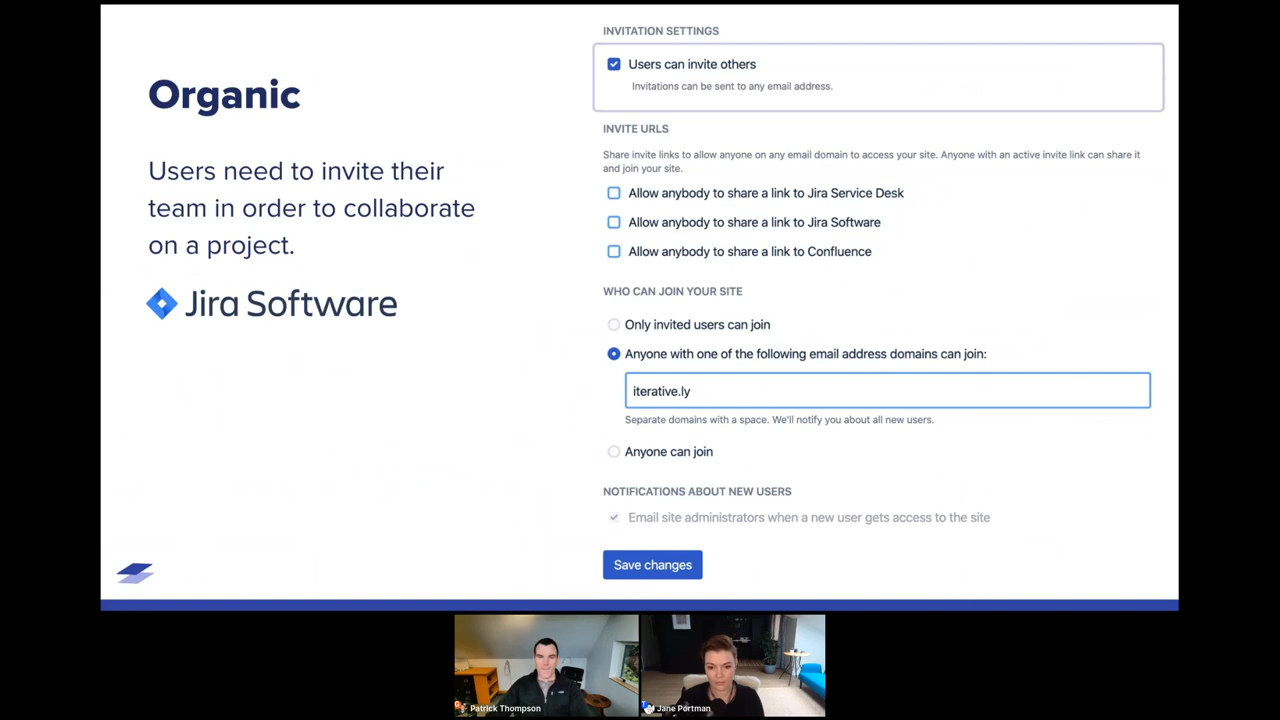 Organic
Users need to invite their
team in order to collaborate
on a project.
Jira Software
INVITATION SETTINGS
Users can invite others
Invitations can be sent to any email address.
INVITE URLS
Share invite links to allow anyone on any email domain to access your site. Anyone with an active invite link can share it
and join your site.
Allow anybody to share a link to Jira Service Desk
Allow anybody to share a link to Jira Software
Allow anybody to share a link to Confluence
WHO CAN JOIN YOUR SITE
Only invited users can join
Anyone with one of the following email address domains can join:
iterative.ly
Separate domains with a space. We'll notify you about all new users.
Anyone can join
NOTIFICATIONS ABOUT NEW USERS
Email site administrators when a new user gets access to the site
Save changes
Patrick Thompson
Jane Portman